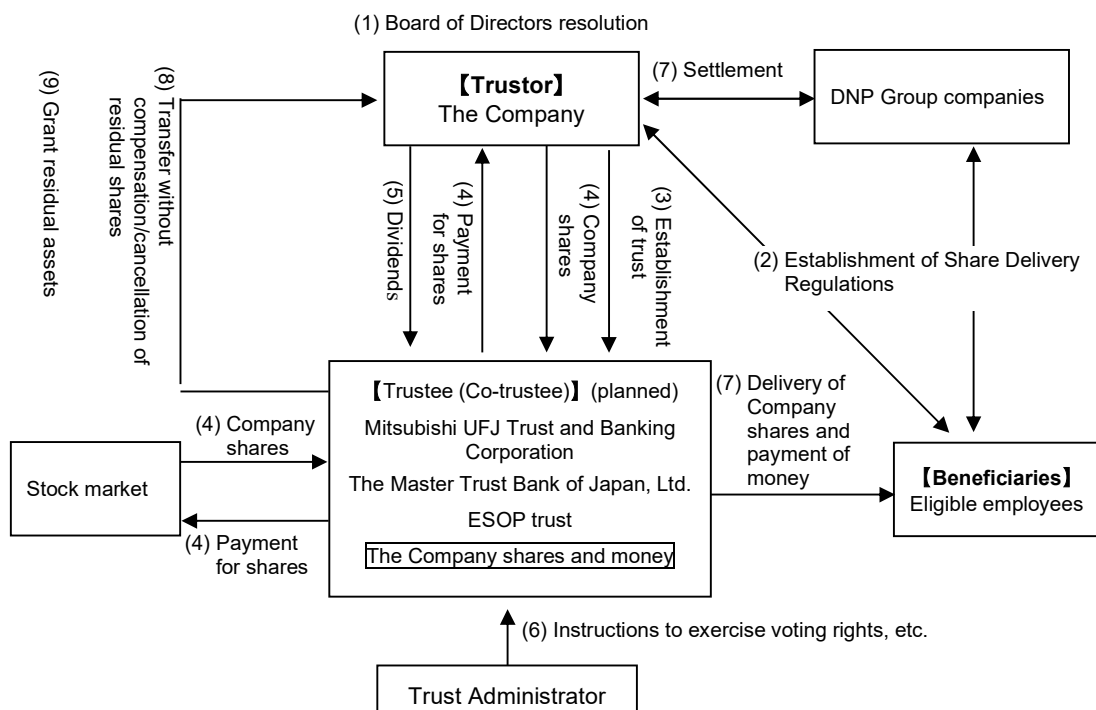 (1) Board of Directors resolution
【Trustor】
The Company
(7) Settlement
DNP Group companies
(9) Grant residual assets
(8) Transfer without
compensation/cancellation of
residual shares
(5) Dividends
(4) Payment
for shares
(4) Company
shares
(3) Establishment
of trust
(2) Establishment of Share Delivery
Regulations
【Trustee (Co-trustee)】 (planned)
Mitsubishi UFJ Trust and Banking
Corporation
The Master Trust Bank of Japan, Ltd.
ESOP trust
The Company shares and money
(4) Company
shares
Stock market
(4) Payment
for shares
(7) Delivery of
Company
shares and
payment of
money
【Beneficiaries】
Eligible employees
(6) Instructions to exercise voting rights, etc.
Trust Administrator